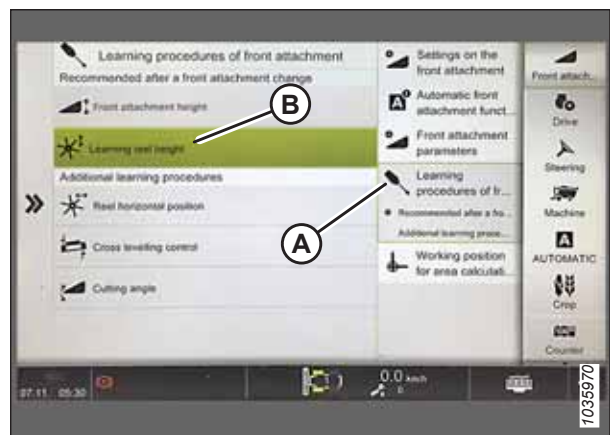 Learning procedures of front attachment
Recommended after a front attachment change
Front attachment height
Learning reel height
Additional learning procedures
Reel horizontal position
Cross levelling control
Cutting angle
B
A
Settings on the
front attachment
Automatic front
attachment funct...
Front attachment
parameters
Learning
procedures of fr...
Recommended after a fro...
Additional learning proce...
Working position
for area calculati...
Front attach...
Drive
Steering
Machine
A
AUTOMATIC
Crop
Counter
07.11 05:30
0.0 km/h
0
1035970